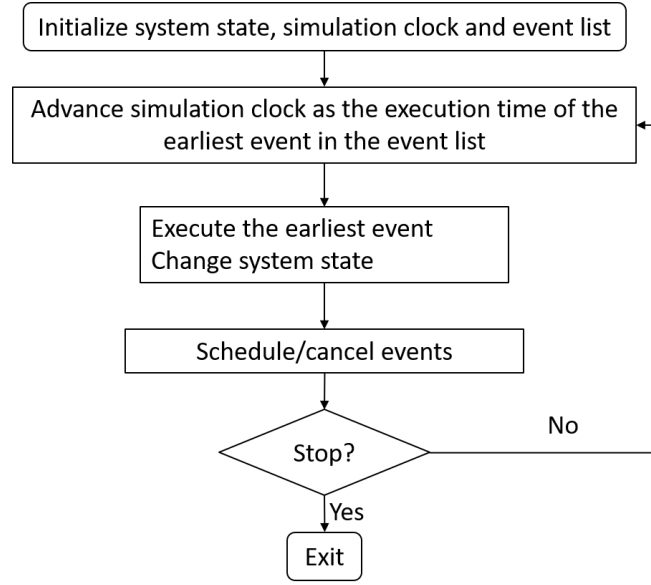 Initialize system state, simulation clock and event list
Advance simulation clock as the execution time of the
earliest event in the event list
Execute the earliest event
Change system state
Schedule/cancel events
Stop?
No
Yes
Exit